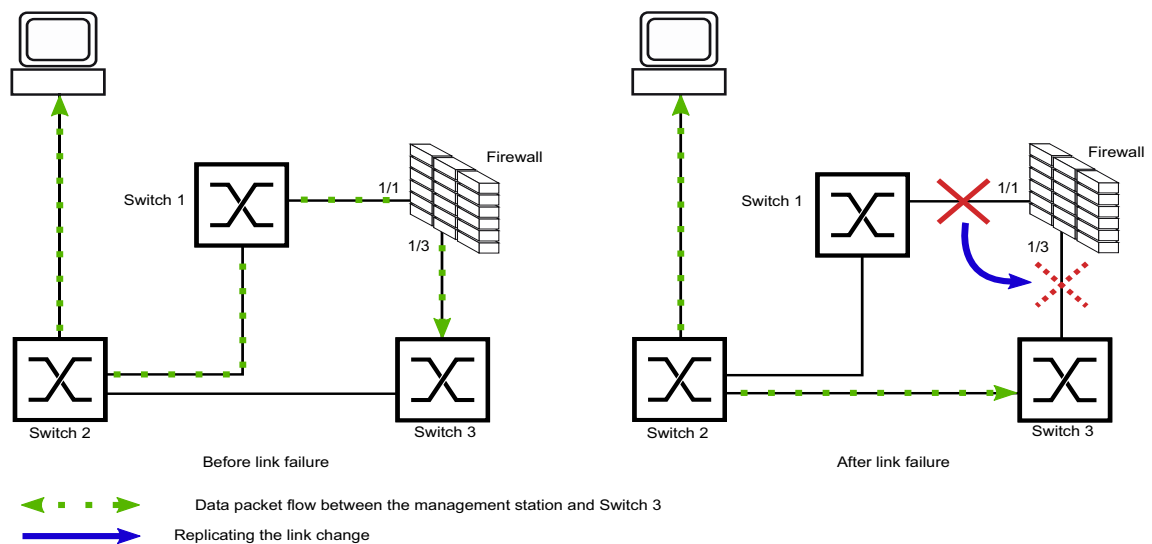 Firewall
Switch 1
1/1
1/3
Switch 2
Switch 3
Before link failure
Firewall
Switch 1
1/1
1/3
Switch 2
Switch 3
After link failure
Data packet flow between the management station and Switch 3
Replicating the link change